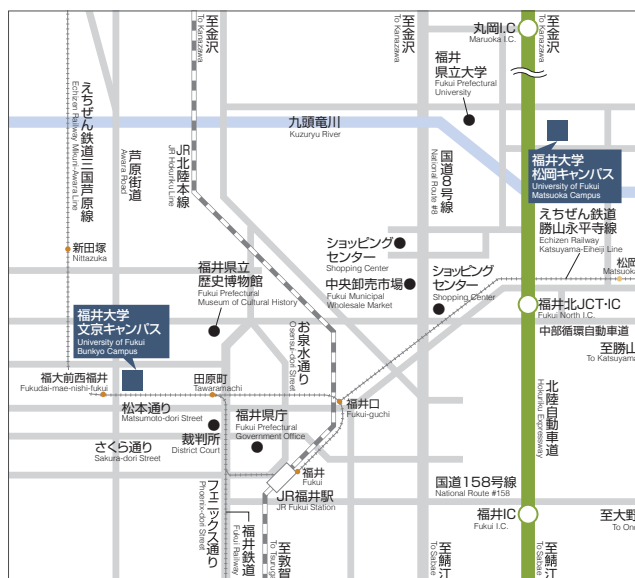 至金沢
To Kanazawa
至金沢
To Kanazawa
丸岡I.C
Maruoka I.C.
至金沢
To Kanazawa
福井
県立大学
Fukui Prefectural
University
えちぜん鉄道三国芦原線
Echizen Railway Mikuni-Awara Line
芦原街道
Awara Road
JR北陸本線
JR Hokuriku Line
九頭竜川
Kuzuryu River
国道8号線
National Route #8
福井大学
松岡キャンパス
University of Fukui
Matsuoka Campus
えちぜん鉄道
勝山永平寺線
Echizen Railway
Katsuyama-Eiheiji Line
新田塚
Nittazuka
福井県立
歴史博物館
Fukui Prefectural
Museum of Cultural History
ショッピング
センター
Shopping Center
中央卸売市場
Fukui Municipal
Wholesale Market
ショッピング
センター
Shopping Center
松岡
Matsuoka
福井北JCT・IC
Fukui North I.C.
中部循環自動車道
至勝山
To Katsuyama
福井大学
文京キャンパス
University of Fukui
Bunkyo Campus
お泉水通り
Osensui-dori Street
福大前西福井
Fukudai-mae-nishi-fukui
田原町
Tawaramachi
福井口
Fukui-guchi
北陸自動車道
Hokuriku Expressway
松本通り
Matsumoto-dori Street
さくら通り
Sakura-dori Street
裁判所
District Court
福井県庁
Fukui Prefectural
Government Office
福井
Fukui
JR福井駅
JR Fukui Station
国道158号線
National Route #158
フェニックス通り
Phoenix-dori Street
福井鉄道
Fukui Railway
至敦賀
To Tsuruga
至鯖江
To Sabae
福井IC
Fukui I.C.
至鯖江
To Sabae
至大野
To Ono